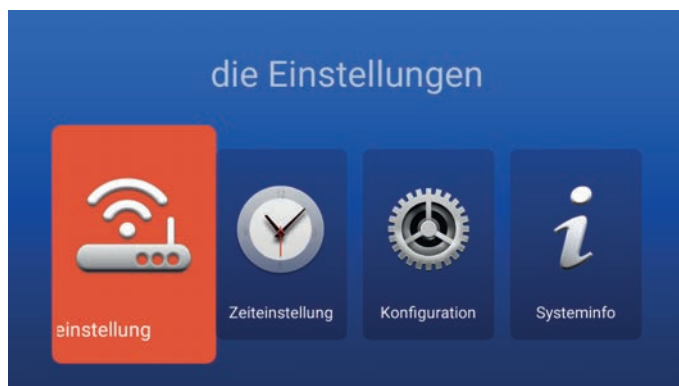 die Einstellungen
einstellung
Zeiteinstellung
Konfiguration
Systeminfo